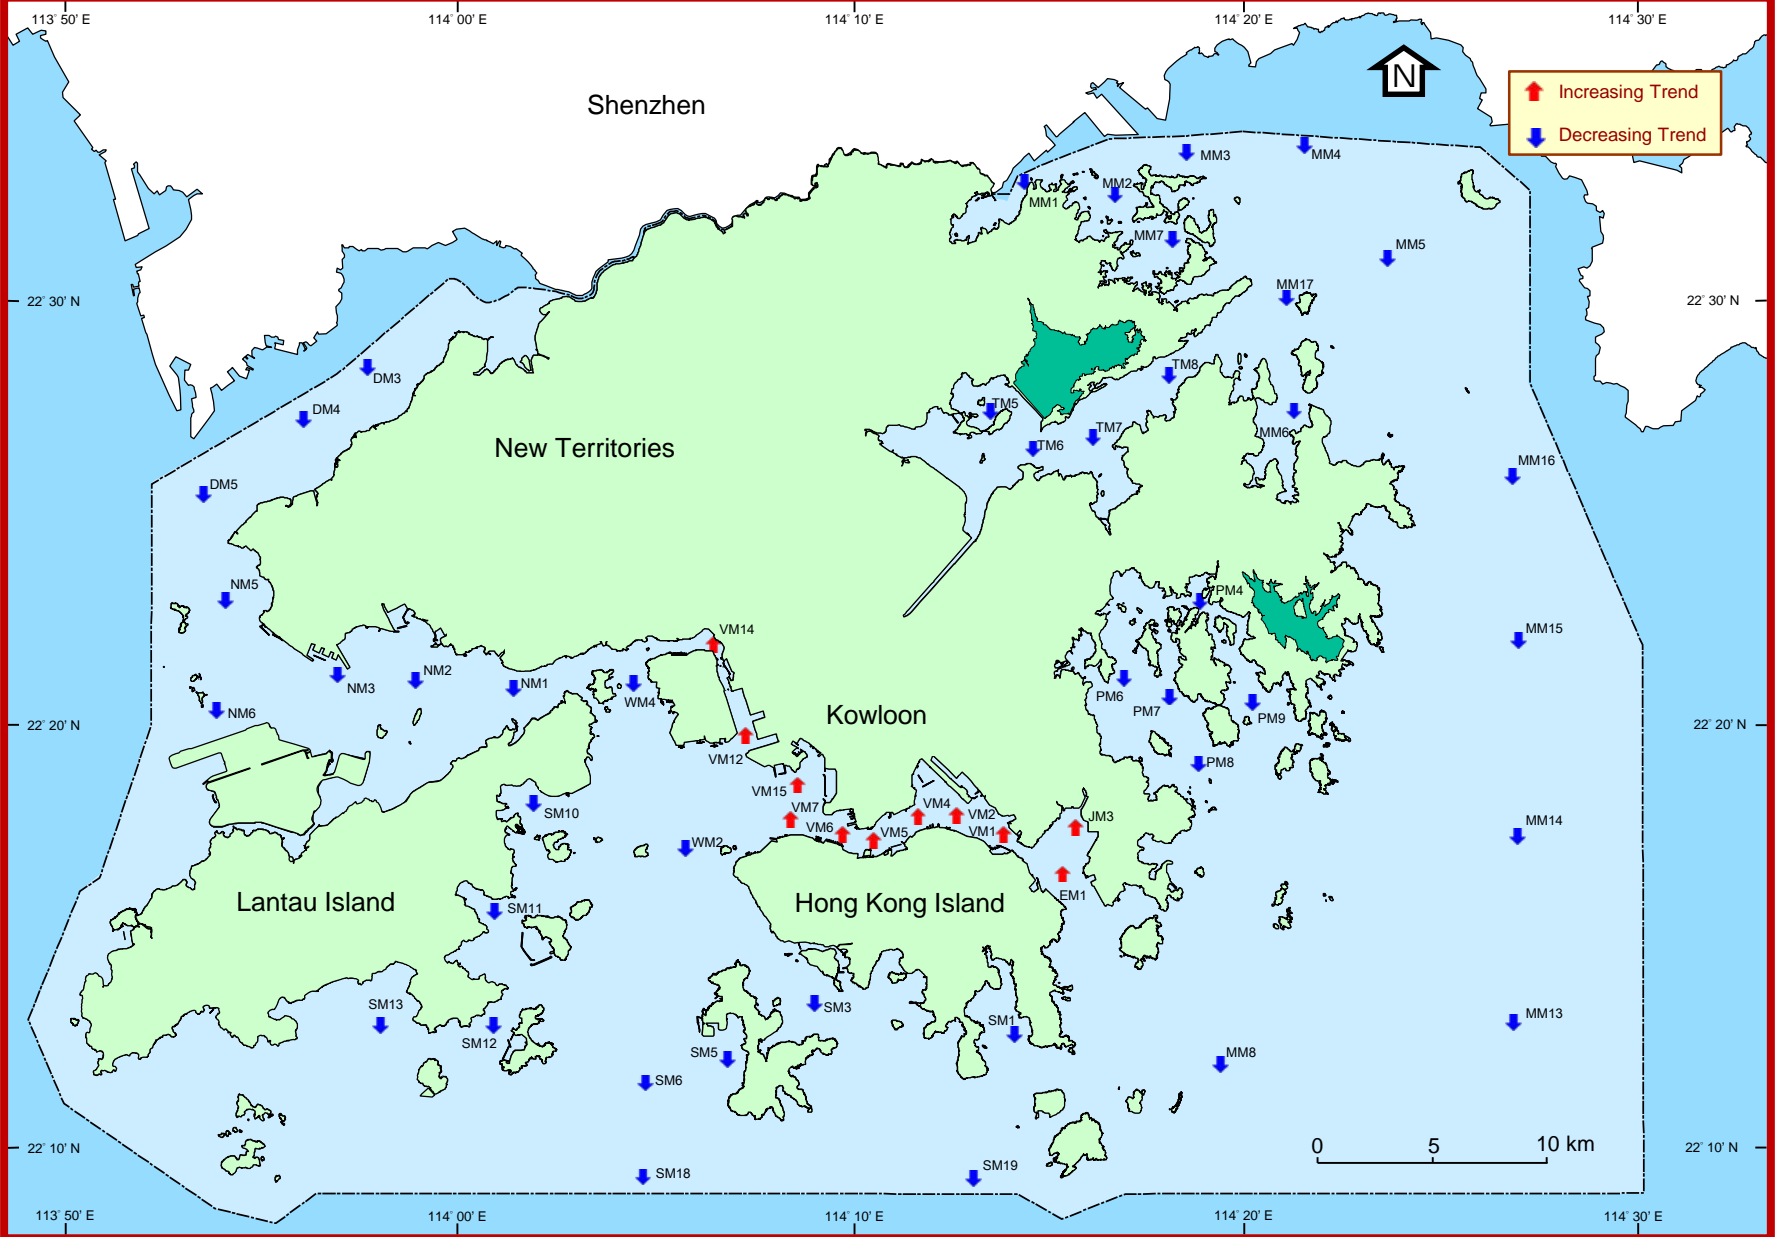 113° 50' E
114° 00' E
114° 10' E
114° 20' E
114° 30' E
N
Increasing Trend
Decreasing Trend
Shenzhen
MM3
MM4
MM2
MM1
MM7
MM5
MM17
22° 30' N
22° 30' N
DM3
TM8
DM4
TM5
TM7
MM6
TM6
New Territories
MM16
DM5
NM5
PM4
VM14
MM15
NM2
NM3
NM1
WM4
PM6
PM7
PM9
NM6
Kowloon
22° 20' N
22° 20' N
VM12
PM8
VM15
SM10
VM7
VM4
VM2
JM3
VM6
VM5
VM1
MM14
WM2
EM1
Lantau Island
Hong Kong Island
SM11
SM13
SM3
SM1
MM13
SM12
SM5
MM8
SM6
0
5
10 km
22° 10' N
22° 10' N
SM18
SM19
113° 50' E
114° 00' E
114° 10' E
114° 20' E
114° 30' E